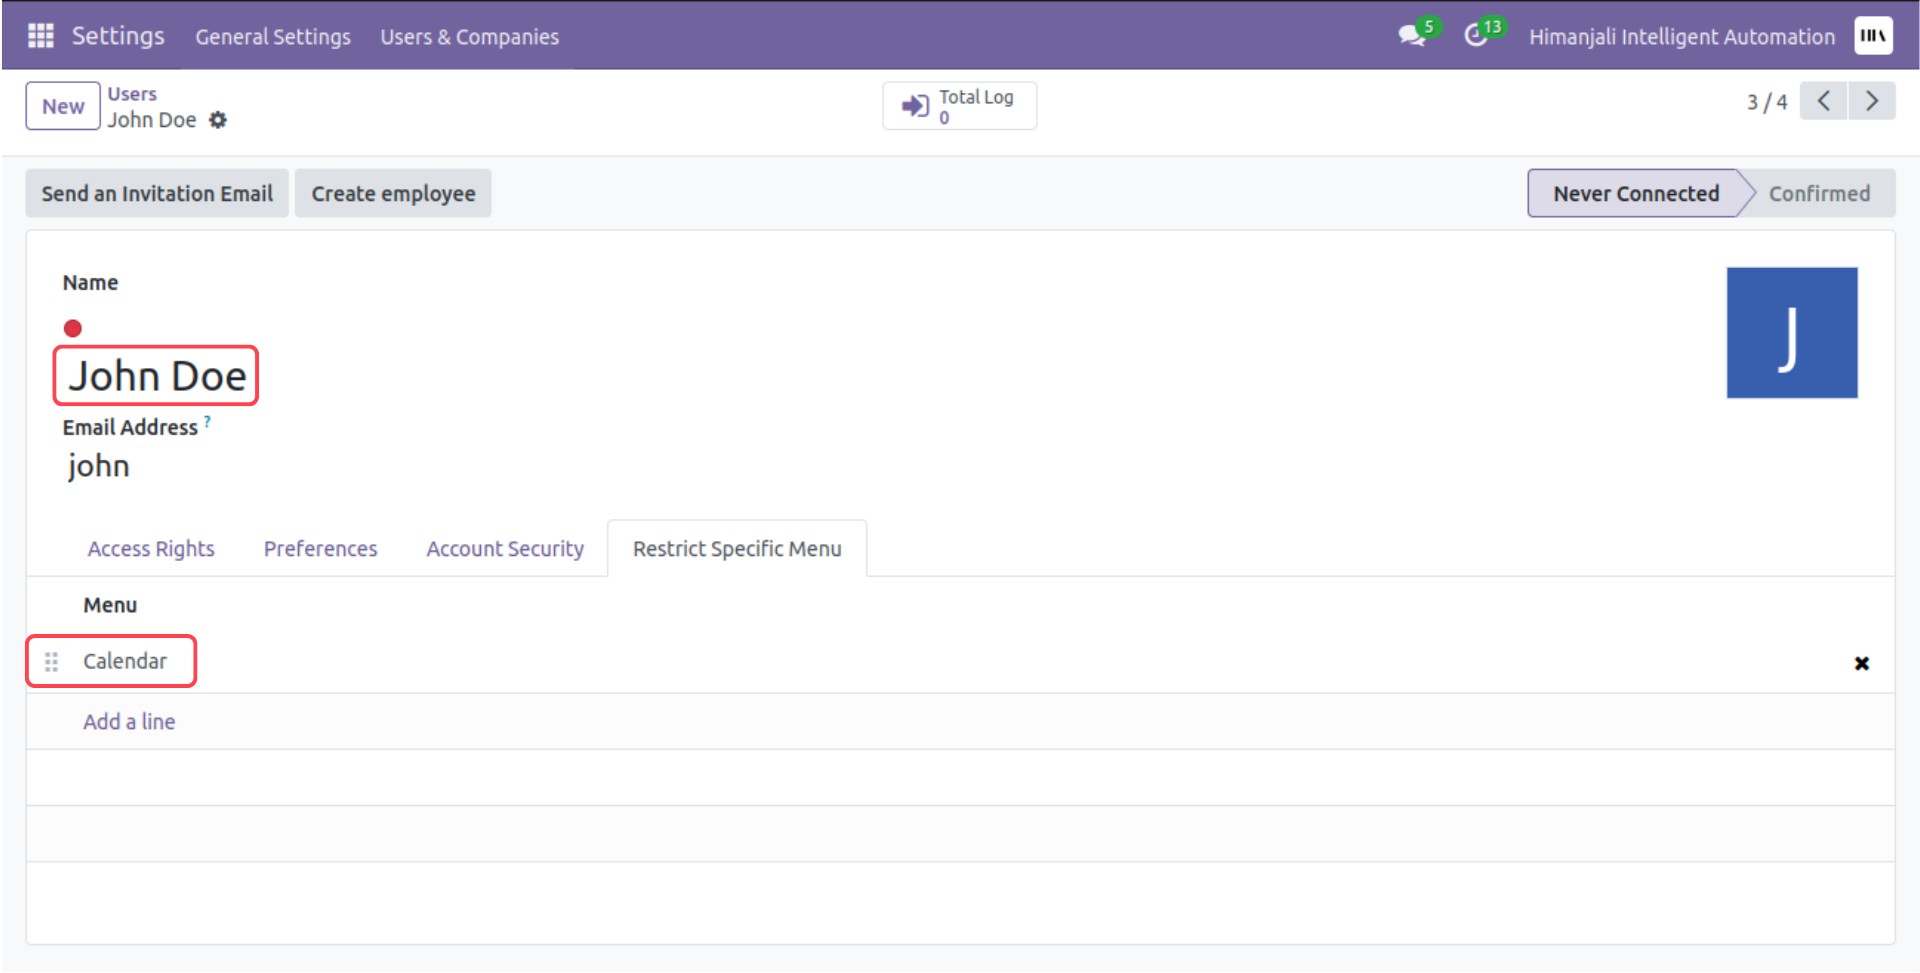 Settings General Settings Users & Companies 5 13 Himanjali Intelligent Automation
New Users Total Log 3 / 4
John Doe 0
Send an Invitation Email Create employee Never Connected Confirmed
Name
J
John Doe
Email Address ?
john
Access Rights Preferences Account Security Restrict Specific Menu
Menu
Calendar
Add a line